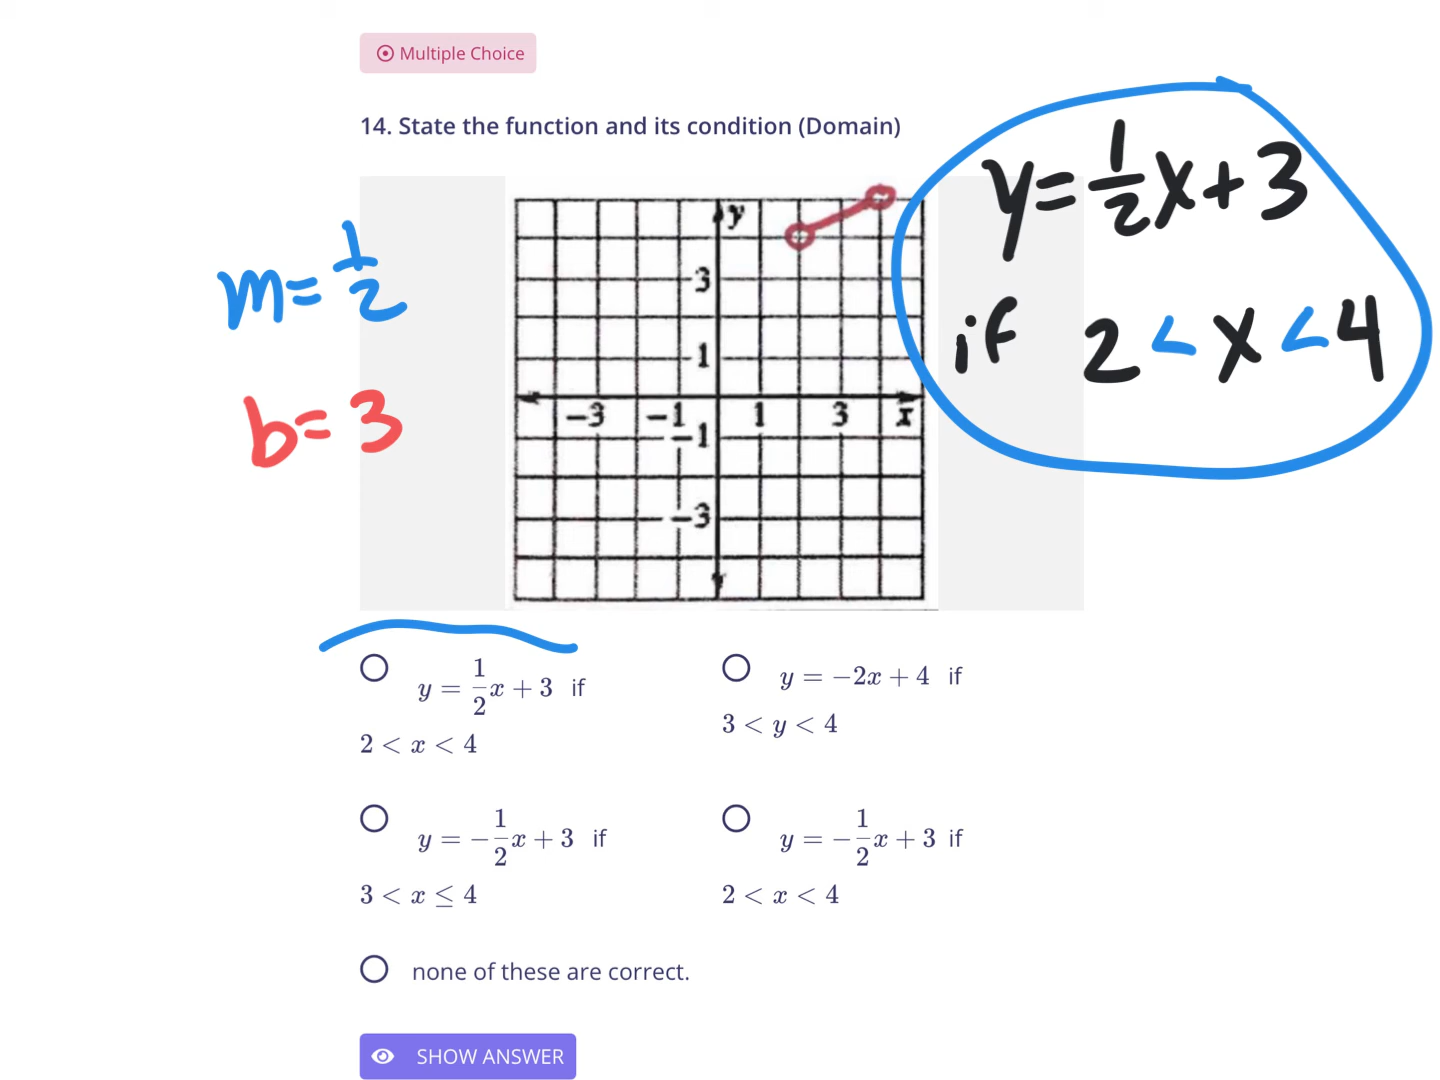 Multiple Choice
14. State the function and its condition (Domain)
y = 1/2 x + 3
if 2 < x < 4
m = 1/2
b = 3
y
3
1
-3 -1 1 3 x
-1
-3
y = 1/2 x + 3 if
2 < x < 4
y = −2x + 4 if
3 < y < 4
y = −1/2 x + 3 if
3 < x ≤ 4
y = −1/2 x + 3 if
2 < x < 4
none of these are correct.
SHOW ANSWER